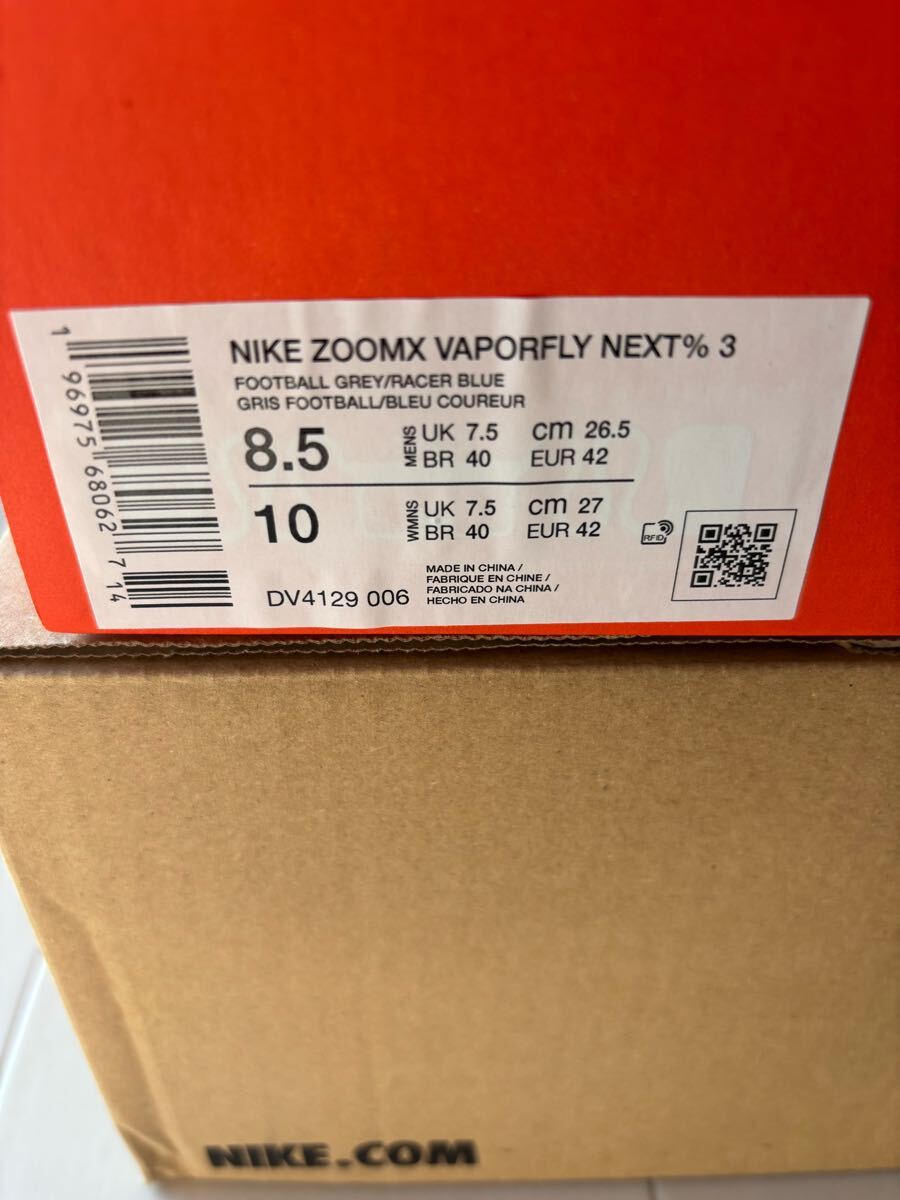 NIKE ZOOMX VAPORFLY NEXT% 3
FOOTBALL GREY/RACER BLUE
GRIS FOOTBALL/BLEU COUREUR
8.5 MENS UK 7.5 cm 26.5
BR 40 EUR 42
10 WMNS UK 7.5 cm 27
BR 40 EUR 42
RFID
DV4129 006
MADE IN CHINA /
FABRIQUE EN CHINE /
FABRICADO NA CHINA /
HECHO EN CHINA
1 96975 68062 7 14
NIKE.COM